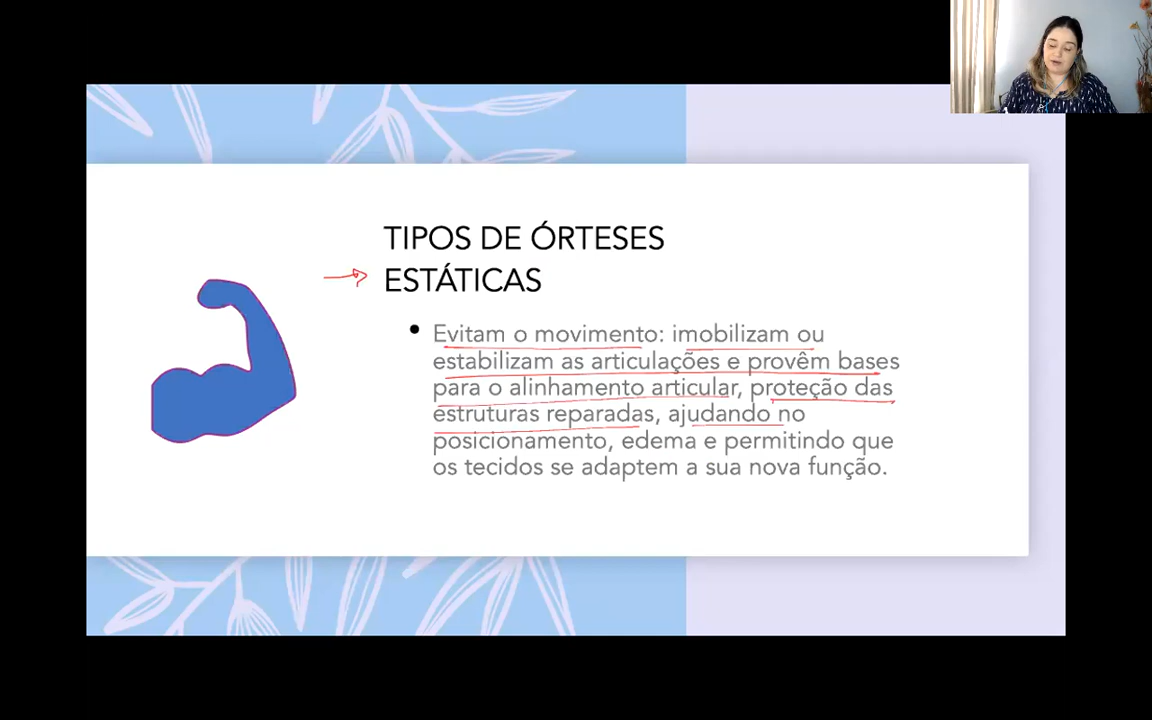 TIPOS DE ÓRTESES
ESTÁTICAS
• Evitam o movimento: imobilizam ou
estabilizam as articulações e provêm bases
para o alinhamento articular, proteção das
estruturas reparadas, ajudando no
posicionamento, edema e permitindo que
os tecidos se adaptem a sua nova função.